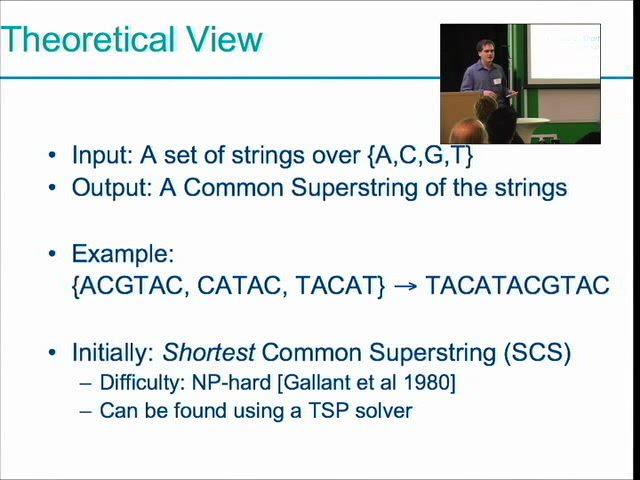 Theoretical View
• Input: A set of strings over {A,C,G,T}
• Output: A Common Superstring of the strings
• Example:
{ACGTAC, CATAC, TACAT} → TACATACGTAC
• Initially: Shortest Common Superstring (SCS)
– Difficulty: NP-hard [Gallant et al 1980]
– Can be found using a TSP solver